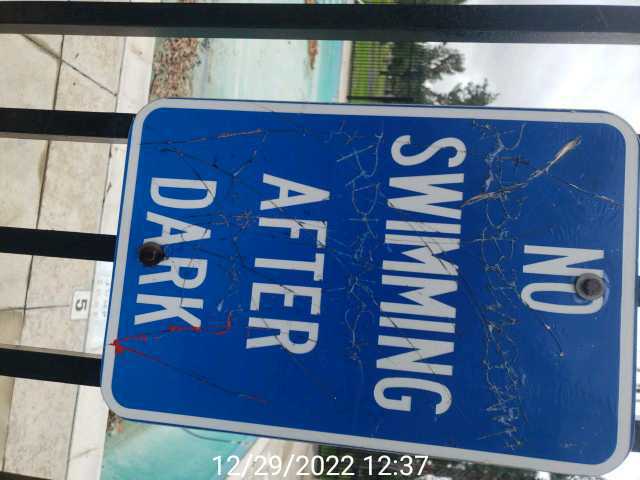 NO
SWIMMING
AFTER
DARK
5
12/29/2022 12:37